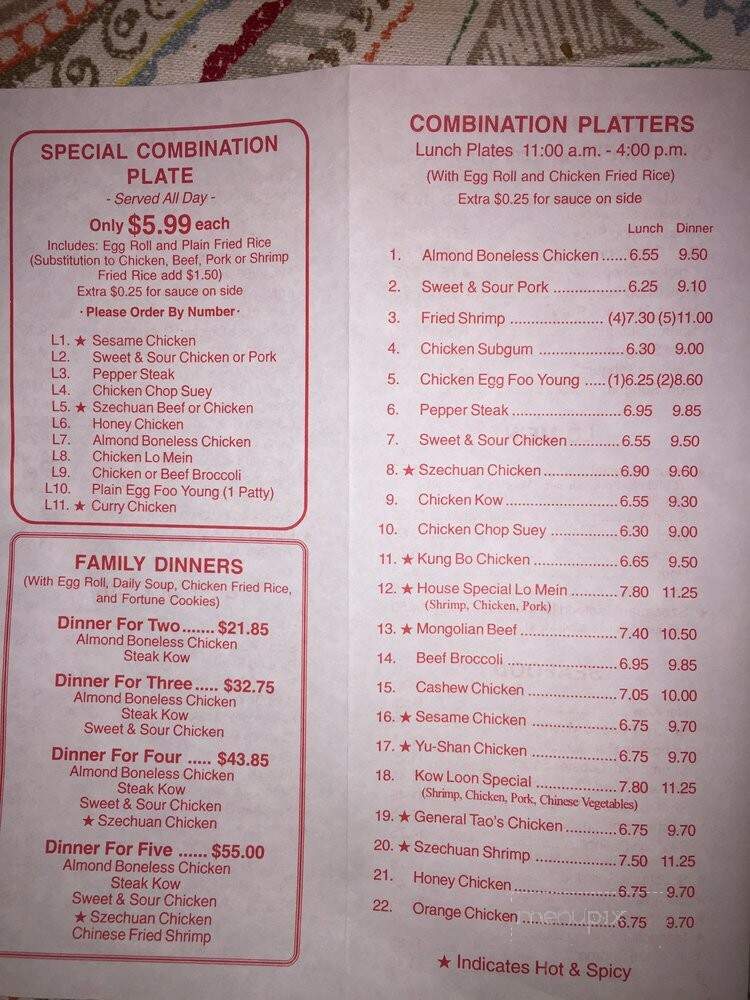 SPECIAL COMBINATION
PLATE
- Served All Day -
Only $5.99 each
Includes: Egg Roll and Plain Fried Rice
(Substitution to Chicken, Beef, Pork or Shrimp
Fried Rice add $1.50)
Extra $0.25 for sauce on side
· Please Order By Number ·
L1. ★ Sesame Chicken
L2. Sweet & Sour Chicken or Pork
L3. Pepper Steak
L4. Chicken Chop Suey
L5. ★ Szechuan Beef or Chicken
L6. Honey Chicken
L7. Almond Boneless Chicken
L8. Chicken Lo Mein
L9. Chicken or Beef Broccoli
L10. Plain Egg Foo Young (1 Patty)
L11. ★ Curry Chicken
FAMILY DINNERS
(With Egg Roll, Daily Soup, Chicken Fried Rice,
and Fortune Cookies)
Dinner For Two....... $21.85
Almond Boneless Chicken
Steak Kow
Dinner For Three..... $32.75
Almond Boneless Chicken
Steak Kow
Sweet & Sour Chicken
Dinner For Four ..... $43.85
Almond Boneless Chicken
Steak Kow
Sweet & Sour Chicken
★ Szechuan Chicken
Dinner For Five ...... $55.00
Almond Boneless Chicken
Steak Kow
Sweet & Sour Chicken
★ Szechuan Chicken
Chinese Fried Shrimp
COMBINATION PLATTERS
Lunch Plates 11:00 a.m. - 4:00 p.m.
(With Egg Roll and Chicken Fried Rice)
Extra $0.25 for sauce on side
Lunch Dinner
1. Almond Boneless Chicken ...... 6.55 9.50
2. Sweet & Sour Pork ................. 6.25 9.10
3. Fried Shrimp ...................... (4)7.30 (5)11.00
4. Chicken Subgum .................... 6.30 9.00
5. Chicken Egg Foo Young ..... (1)6.25 (2)8.60
6. Pepper Steak .......................... 6.95 9.85
7. Sweet & Sour Chicken ............ 6.55 9.50
8. ★ Szechuan Chicken .................. 6.90 9.60
9. Chicken Kow ........................... 6.55 9.30
10. Chicken Chop Suey ................ 6.30 9.00
11. ★ Kung Bo Chicken .................... 6.65 9.50
12. ★ House Special Lo Mein ........... 7.80 11.25
(Shrimp, Chicken, Pork)
13. ★ Mongolian Beef ....................... 7.40 10.50
14. Beef Broccoli .......................... 6.95 9.85
15. Cashew Chicken ..................... 7.05 10.00
16. ★ Sesame Chicken .................... 6.75 9.70
17. ★ Yu-Shan Chicken .................... 6.75 9.70
18. Kow Loon Special ................... 7.80 11.25
(Shrimp, Chicken, Pork, Chinese Vegetables)
19. ★ General Tao's Chicken ............ 6.75 9.70
20. ★ Szechuan Shrimp ................... 7.50 11.25
21. Honey Chicken ....................... 6.75 9.70
22. Orange Chicken ...................... 6.75 9.70
menupix
★ Indicates Hot & Spicy